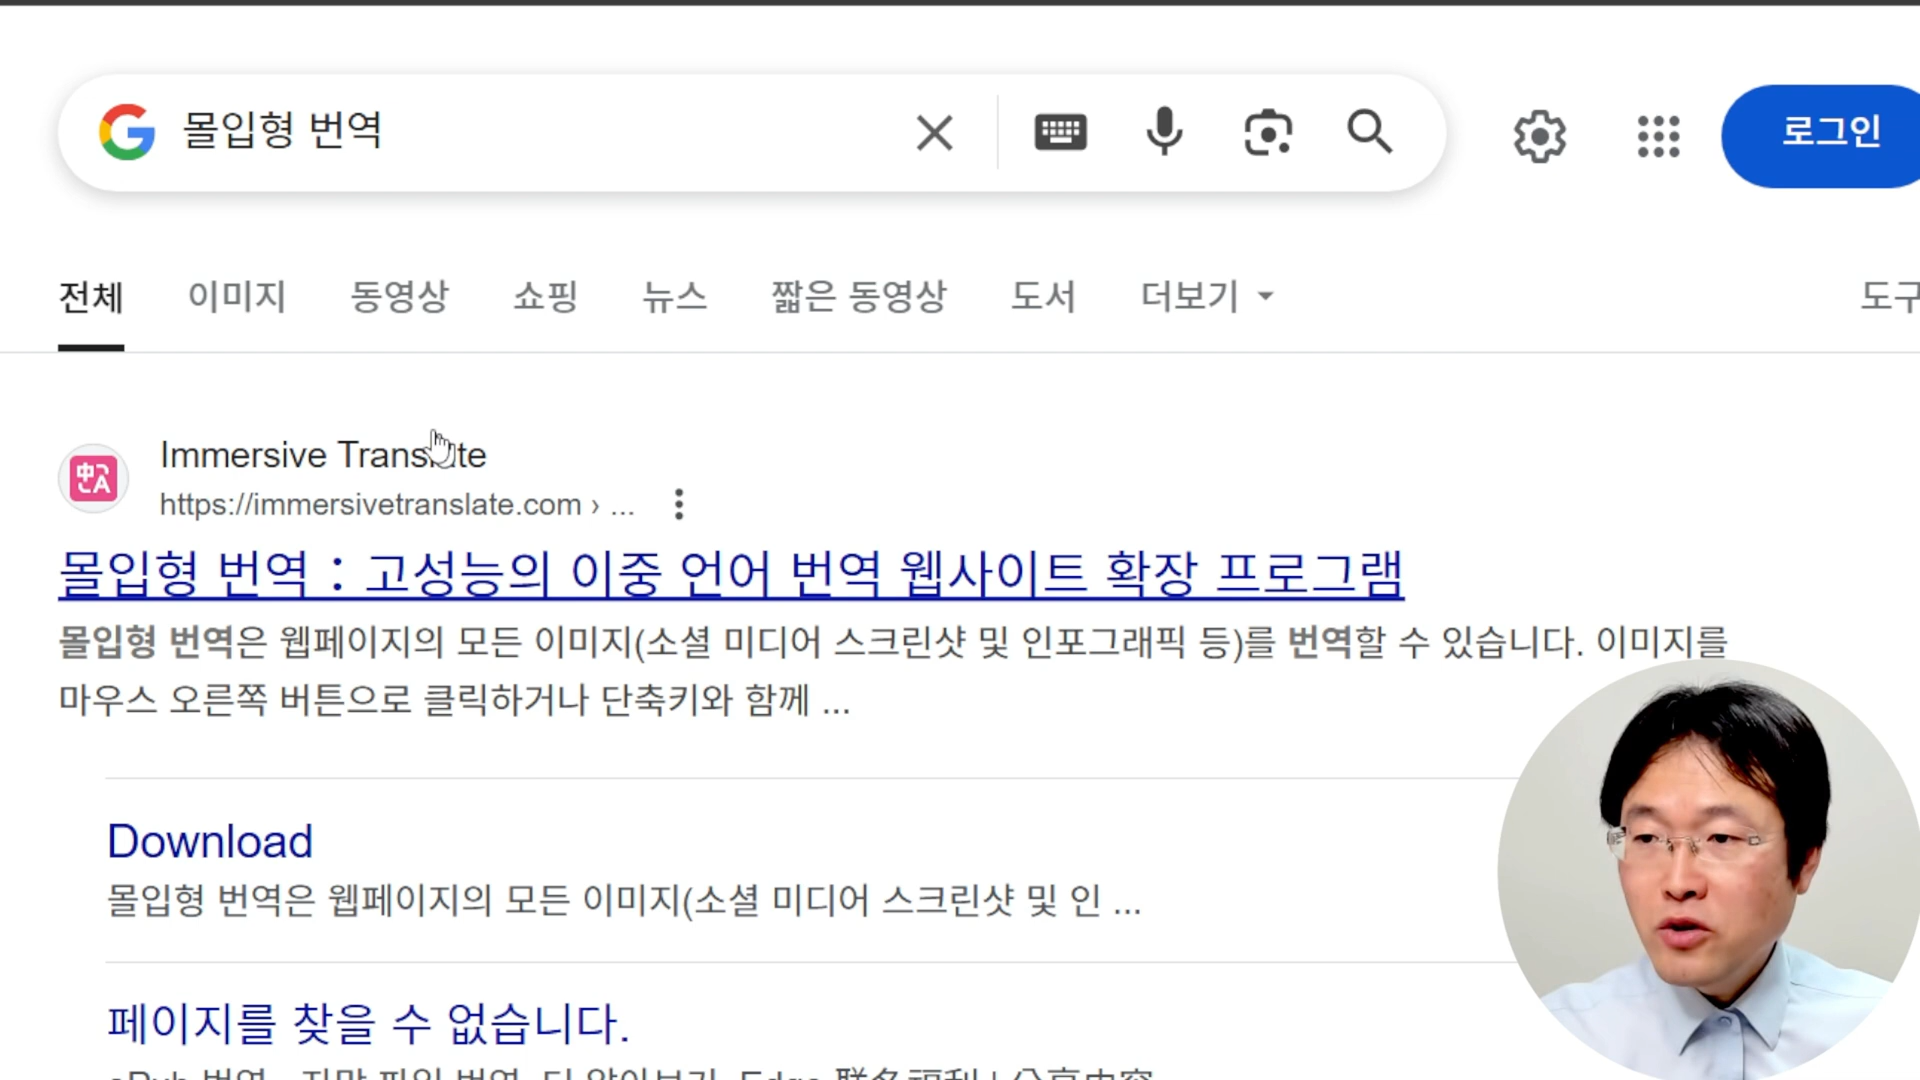 몰입형 번역
로그인
전체 이미지 동영상 쇼핑 뉴스 짧은 동영상 도서 더보기
Immersive Translate
https://immersivetranslate.com › ...
몰입형 번역 : 고성능의 이중 언어 번역 웹사이트 확장 프로그램
몰입형 번역은 웹페이지의 모든 이미지(소셜 미디어 스크린샷 및 인포그래픽 등)를 번역할 수 있습니다. 이미지를
마우스 오른쪽 버튼으로 클릭하거나 단축키와 함께 ...
Download
몰입형 번역은 웹페이지의 모든 이미지(소셜 미디어 스크린샷 및 인 ...
페이지를 찾을 수 없습니다.